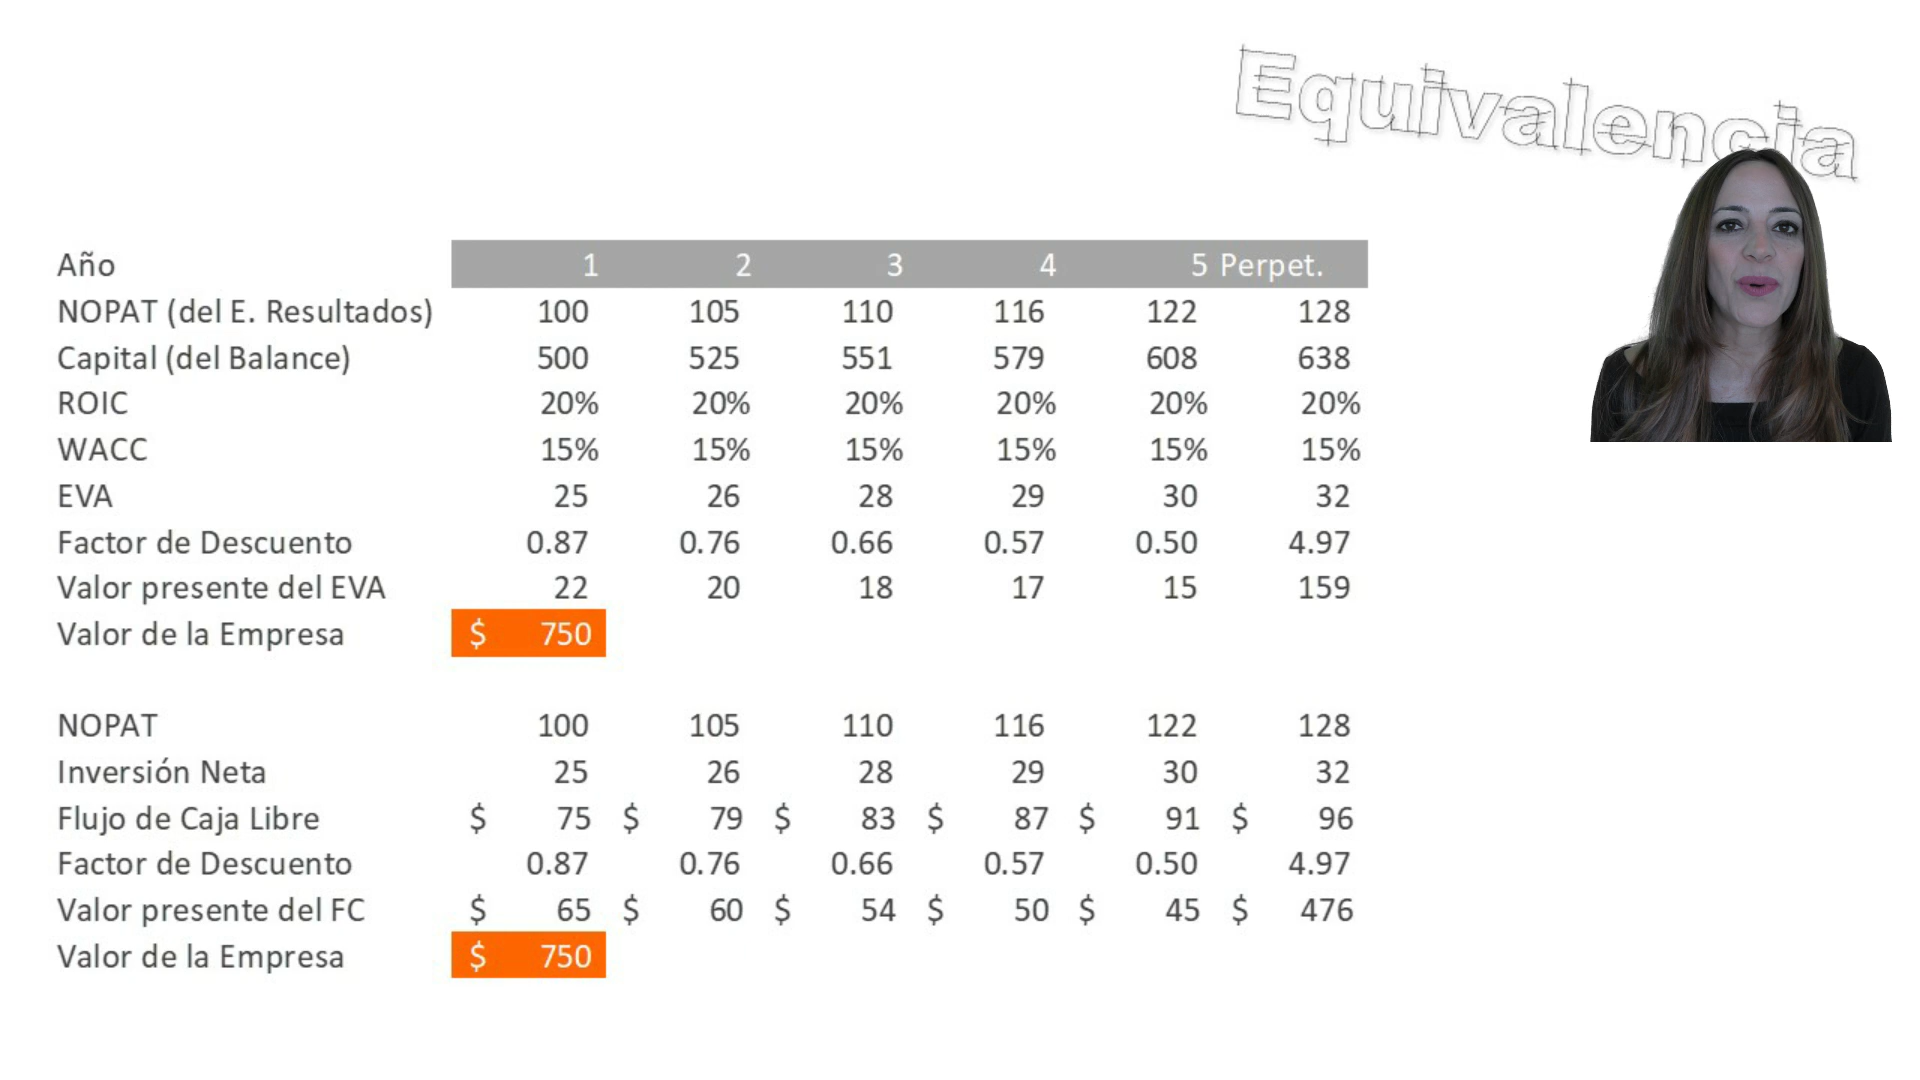 Equivalencia
Año 1 2 3 4 5 Perpet.
NOPAT (del E. Resultados) 100 105 110 116 122 128
Capital (del Balance) 500 525 551 579 608 638
ROIC 20% 20% 20% 20% 20% 20%
WACC 15% 15% 15% 15% 15% 15%
EVA 25 26 28 29 30 32
Factor de Descuento 0.87 0.76 0.66 0.57 0.50 4.97
Valor presente del EVA 22 20 18 17 15 159
Valor de la Empresa $ 750
NOPAT 100 105 110 116 122 128
Inversión Neta 25 26 28 29 30 32
Flujo de Caja Libre $ 75 $ 79 $ 83 $ 87 $ 91 $ 96
Factor de Descuento 0.87 0.76 0.66 0.57 0.50 4.97
Valor presente del FC $ 65 $ 60 $ 54 $ 50 $ 45 $ 476
Valor de la Empresa $ 750